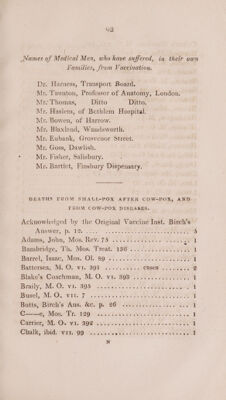 93
Names of Medical Men, who have suffered, in their own
Families, from Vaccination.
Dr. Harness, Transport Board.
Mr. Taunton, Professor of Anatomy, London.
Mr. Thomas, Ditto Ditto.
Mr. Haslem, of Bethlem Hospital.
Mr. Bowen, of Harrow.
Mr. Blaxland, Wandsworth.
Mr. Eubank, Grosvenor Street.
Mr. Goss, Dawlish.
Mr. Fisher, Salisbury.
Mr. Bartlet, Finsbury Dispensary.
DEATHS FROM SMALL-POX AFTER COW-POX, AND
FROM COW-POX DISEASES.
Acknowledged by the Original Vaccine Inst. Birch's
Answer, p. 12. 5
Adams, John, Mos. Rev. 75 1
Bambridge, Th. Mos. Treat. 136 1
Barrel, Isaac, Mos. Ol. 89 1
Battersea, M. O. VI. 391 cases 2
Blake's Coachman, M. O. VI. 393 1
Braily, M. O. VI. 395 1
Busel, M. O. VII. 7 1
Butts, Birch's Ans. &c. p. 26 1
C——e, Mos. Tr. 129 1
Carrier, M. O. VI. 392 1
Chalk, ibid. VII. 99 1
N